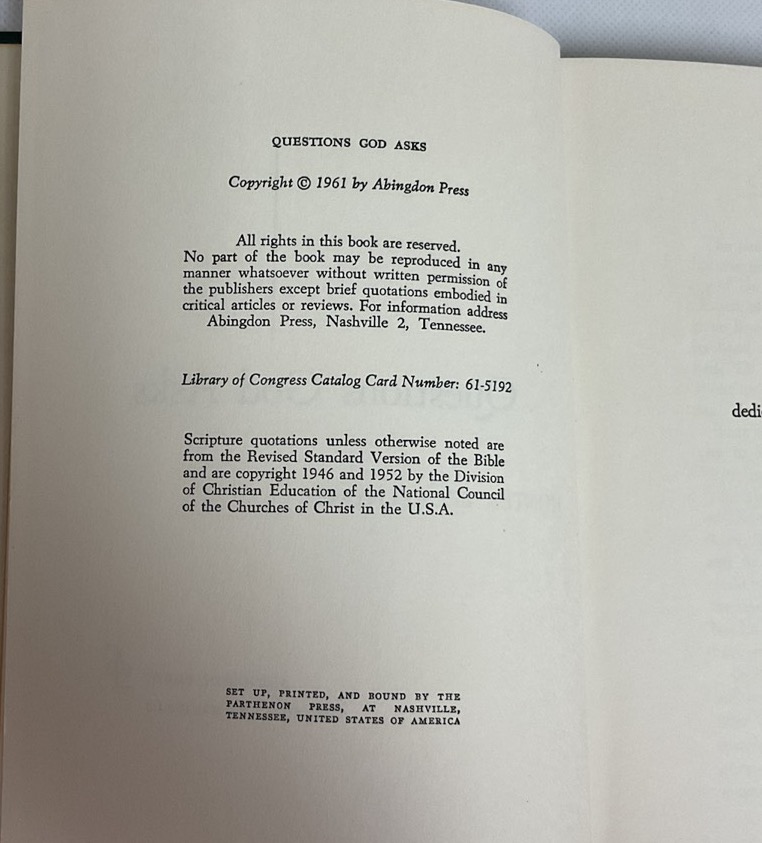 QUESTIONS GOD ASKS
Copyright © 1961 by Abingdon Press
All rights in this book are reserved.
No part of the book may be reproduced in any
manner whatsoever without written permission of
the publishers except brief quotations embodied in
critical articles or reviews. For information address
Abingdon Press, Nashville 2, Tennessee.
Library of Congress Catalog Card Number: 61-5192
Scripture quotations unless otherwise noted are
from the Revised Standard Version of the Bible
and are copyright 1946 and 1952 by the Division
of Christian Education of the National Council
of the Churches of Christ in the U.S.A.
SET UP, PRINTED, AND BOUND BY THE
PARTHENON PRESS, AT NASHVILLE,
TENNESSEE, UNITED STATES OF AMERICA
dedi